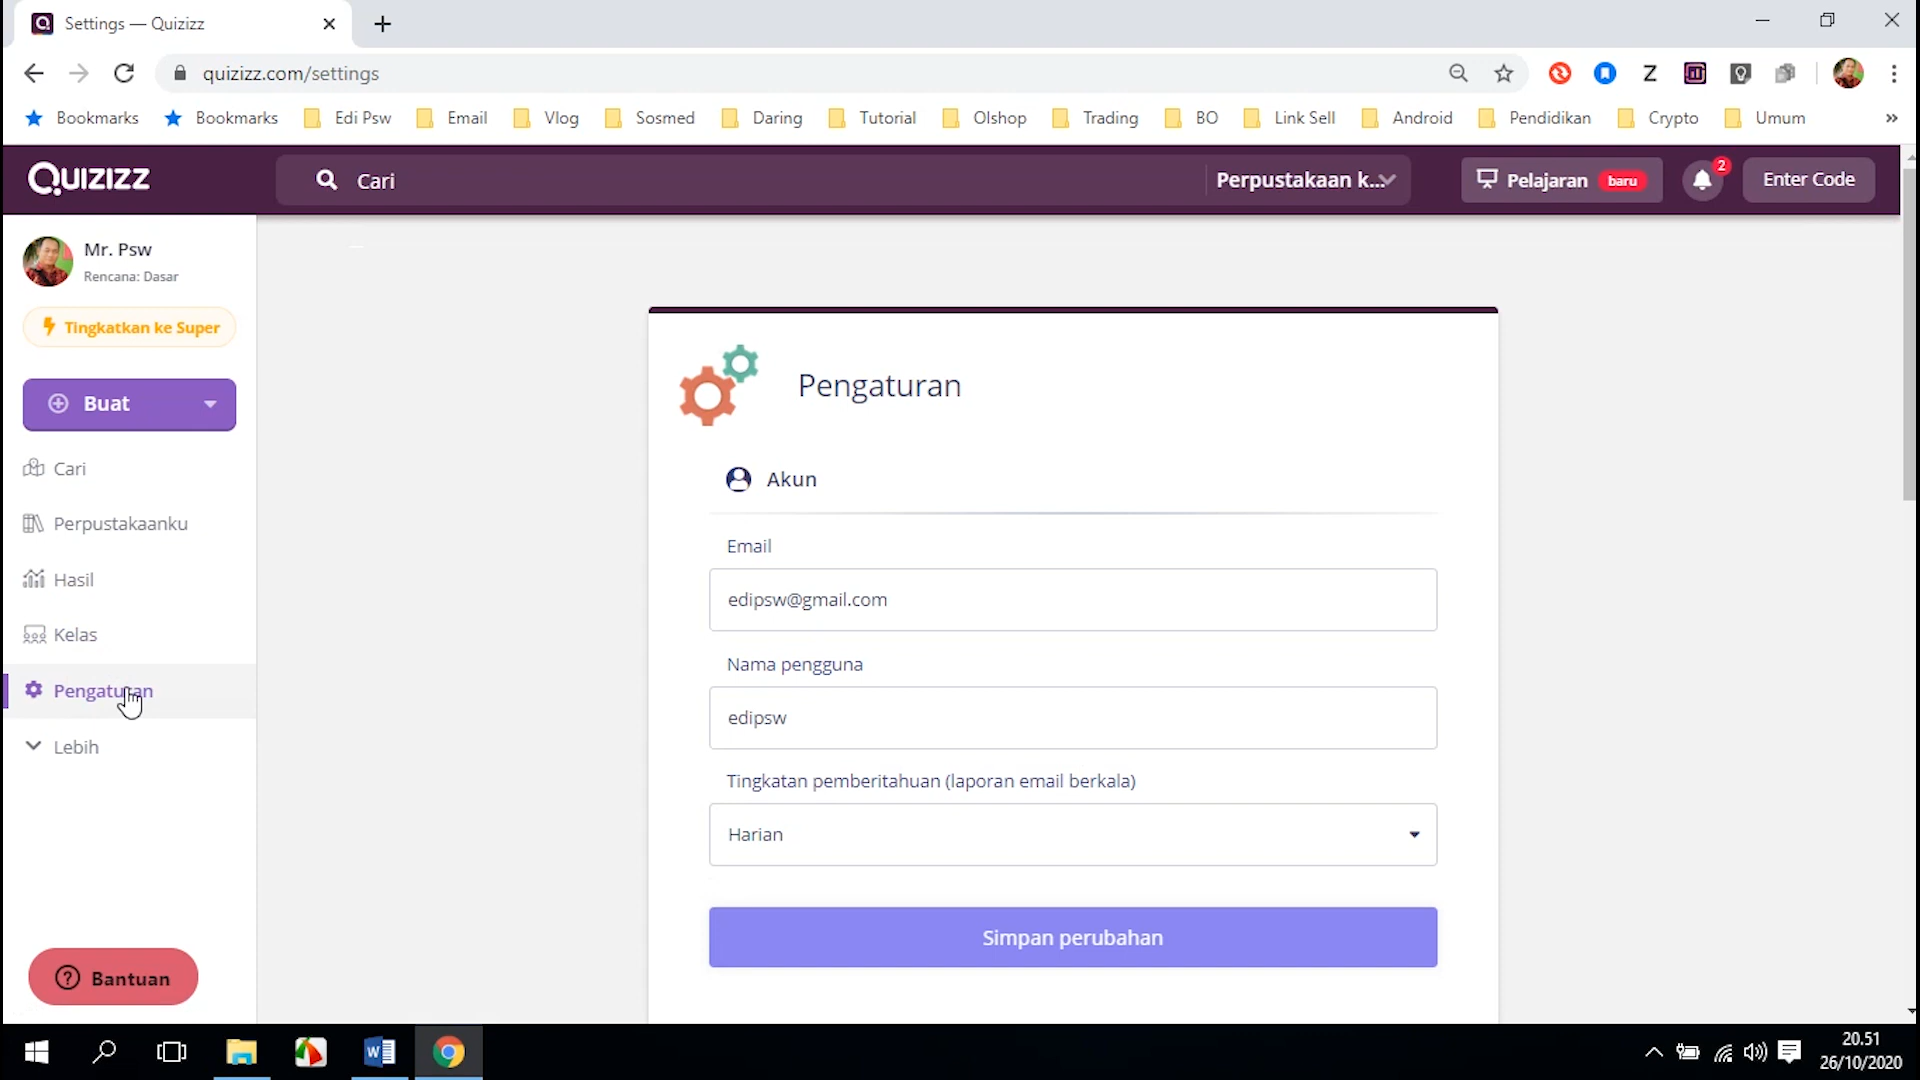 Settings — Quizizz
quizizz.com/settings
Bookmarks Bookmarks Edi Psw Email Vlog Sosmed Daring Tutorial Olshop Trading BO Link Sell Android Pendidikan Crypto Umum »
Quizizz Cari Perpustakaan k... Pelajaran baru 2 Enter Code
Mr. Psw
Rencana: Dasar
Tingkatkan ke Super
Buat
Cari
Perpustakaanku
Hasil
Kelas
Pengaturan
Lebih
Bantuan
Pengaturan
Akun
Email
edipsw@gmail.com
Nama pengguna
edipsw
Tingkatan pemberitahuan (laporan email berkala)
Harian
Simpan perubahan
20.51
26/10/2020